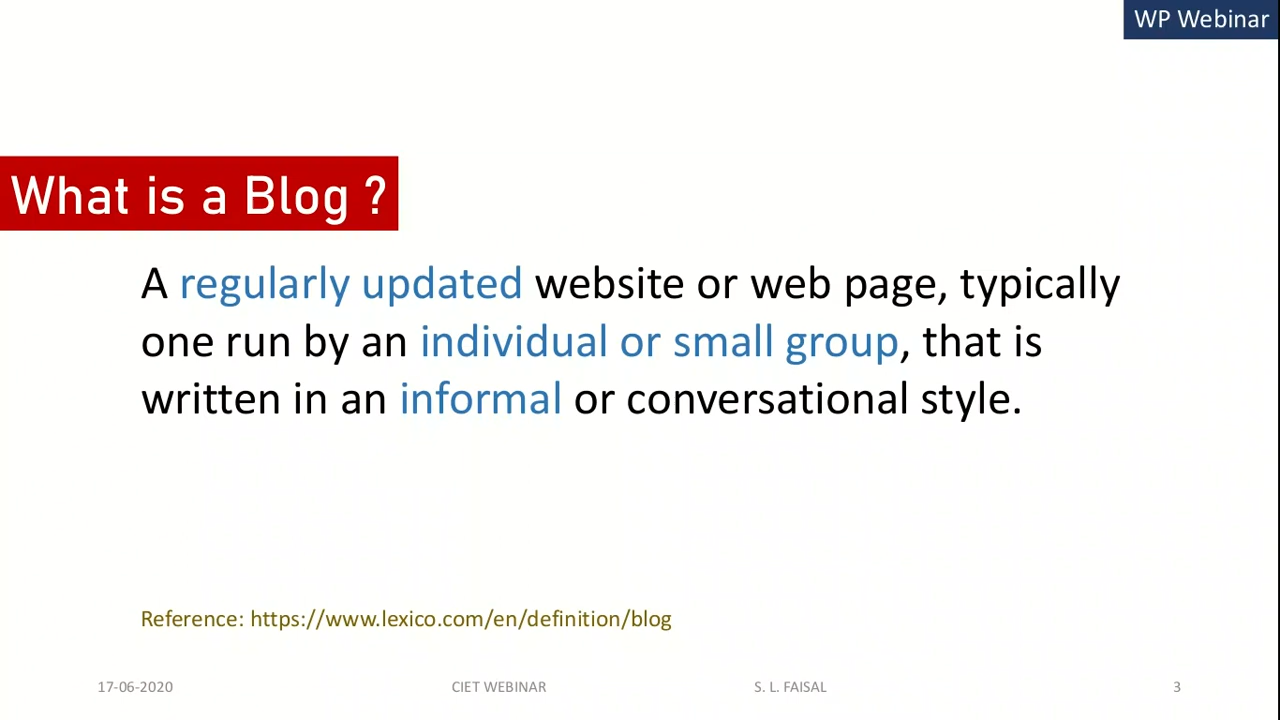 WP Webinar
What is a Blog ?
A regularly updated website or web page, typically
one run by an individual or small group, that is
written in an informal or conversational style.
Reference: https://www.lexico.com/en/definition/blog
17-06-2020 CIET WEBINAR S. L. FAISAL 3